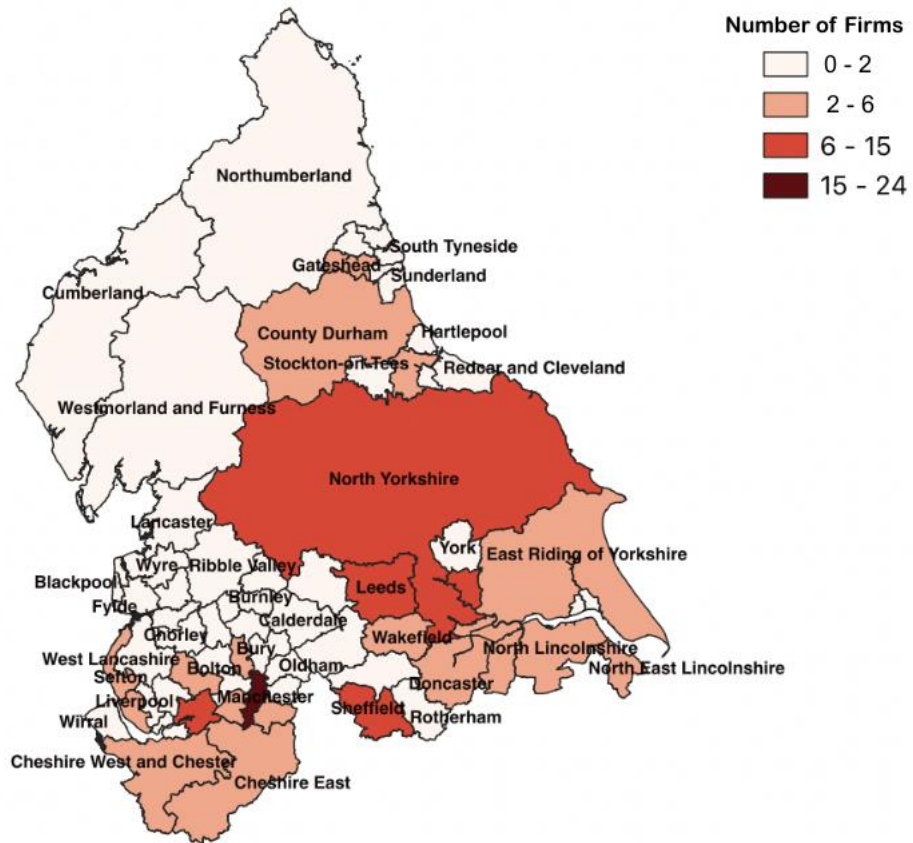 Number of Firms
0 - 2
2 - 6
6 - 15
15 - 24
Northumberland
South Tyneside
Gateshead
Sunderland
Cumberland
County Durham
Hartlepool
Stockton-on-Tees
Redcar and Cleveland
Westmorland and Furness
North Yorkshire
Lancaster
York
East Riding of Yorkshire
Wyre
Ribble Valley
Blackpool
Leeds
Burnley
Fylde
Calderdale
Chorley
Wakefield
Bury
North Lincolnshire
West Lancashire
Bolton
Oldham
North East Lincolnshire
Sefton
Doncaster
Manchester
Liverpool
Sheffield
Rotherham
Wirral
Cheshire West and Chester
Cheshire East